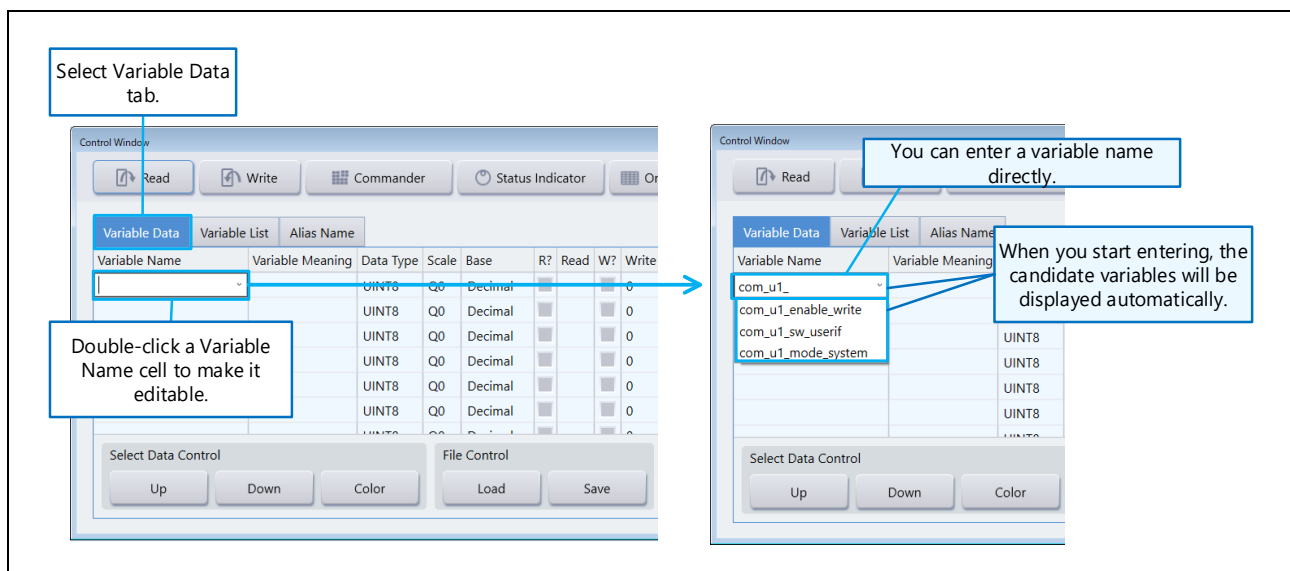 Select Variable Data
tab.
Control Window
Read
Write
Commander
Status Indicator
Or
Variable Data
Variable List
Alias Name
Variable Name
Variable Meaning
Data Type
Scale
Base
R?
Read
W?
Write
UINT8 Q0 Decimal 0
UINT8 Q0 Decimal 0
UINT8 Q0 Decimal 0
UINT8 Q0 Decimal 0
UINT8 Q0 Decimal 0
UINT8 Q0 Decimal 0
Double-click a Variable
Name cell to make it
editable.
Select Data Control
Up
Down
Color
File Control
Load
Save
Control Window
You can enter a variable name
directly.
Read
Variable Data
Variable List
Alias Name
Variable Name
Variable Meaning
When you start entering, the
candidate variables will be
displayed automatically.
com_u1_
com_u1_enable_write
com_u1_sw_userif
com_u1_mode_system
UINT8
UINT8
UINT8
UINT8
Select Data Control
Up
Down
Color